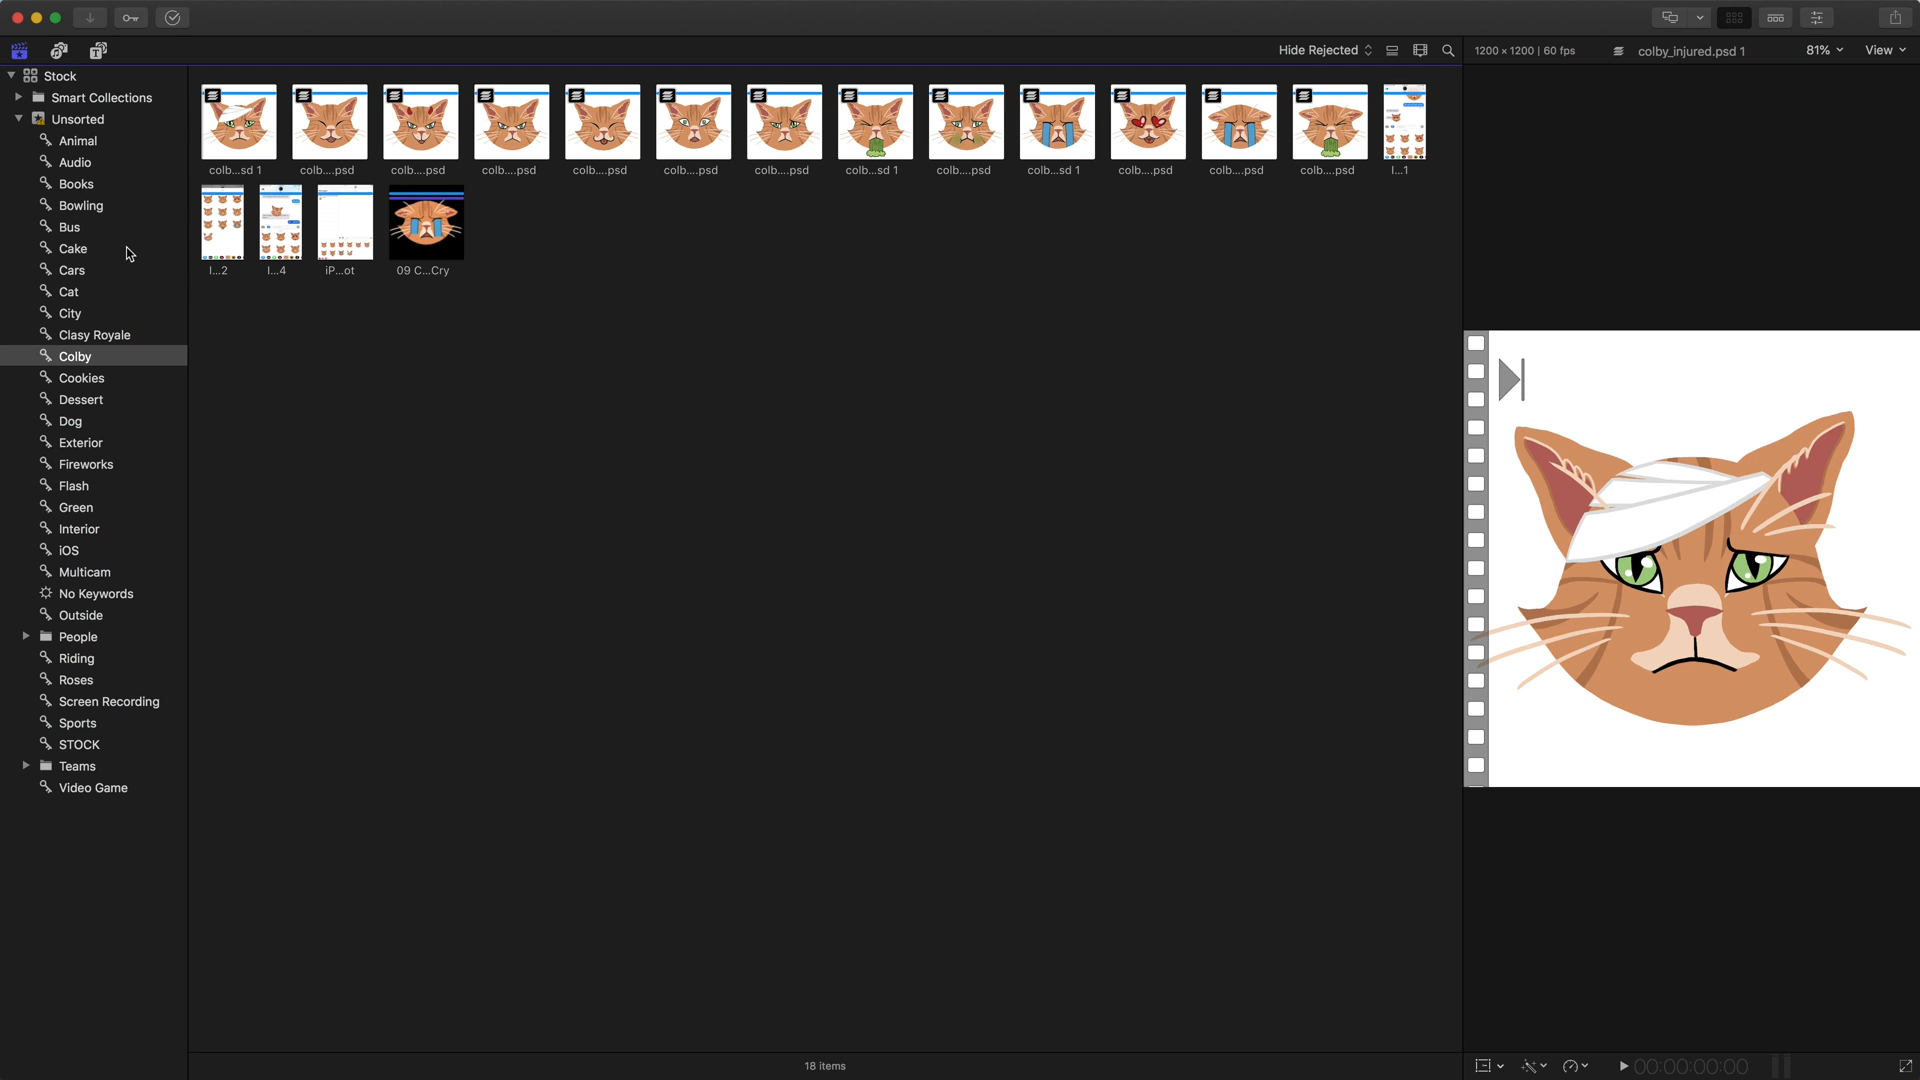 Hide Rejected
1200 × 1200 | 60 fps
colby_injured.psd 1
81%
View
Stock
Smart Collections
Unsorted
Animal
Audio
Books
Bowling
Bus
Cake
Cars
Cat
City
Clasy Royale
Colby
Cookies
Dessert
Dog
Exterior
Fireworks
Flash
Green
Interior
iOS
Multicam
No Keywords
Outside
People
Riding
Roses
Screen Recording
Sports
STOCK
Teams
Video Game
colb...sd 1 colb....psd colb....psd colb....psd colb....psd colb....psd colb....psd colb...sd 1 colb....psd colb...sd 1 colb....psd colb....psd colb....psd I...1
I...2 I...4 iP...ot 09 C...Cry
18 items
00:00:00:00